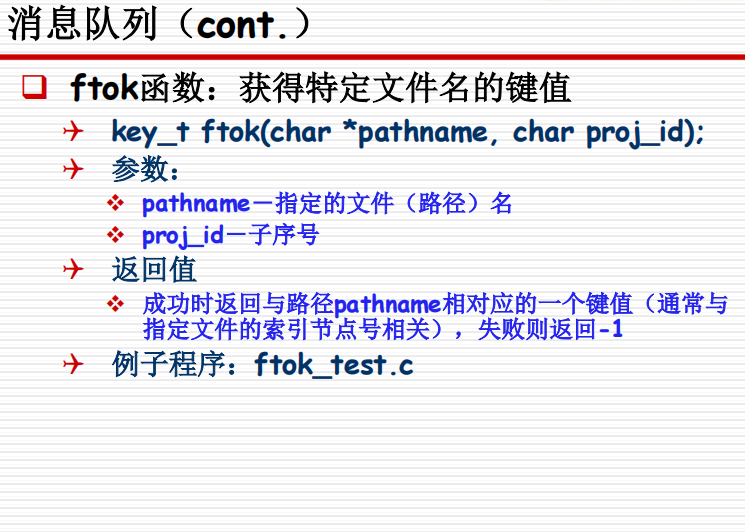 消息队列（cont.）
ftok函数：获得特定文件名的键值
key_t ftok(char *pathname, char proj_id);
参数：
pathname－指定的文件（路径）名
proj_id－子序号
返回值
成功时返回与路径pathname相对应的一个键值（通常与
指定文件的索引节点号相关），失败则返回-1
例子程序：ftok_test.c